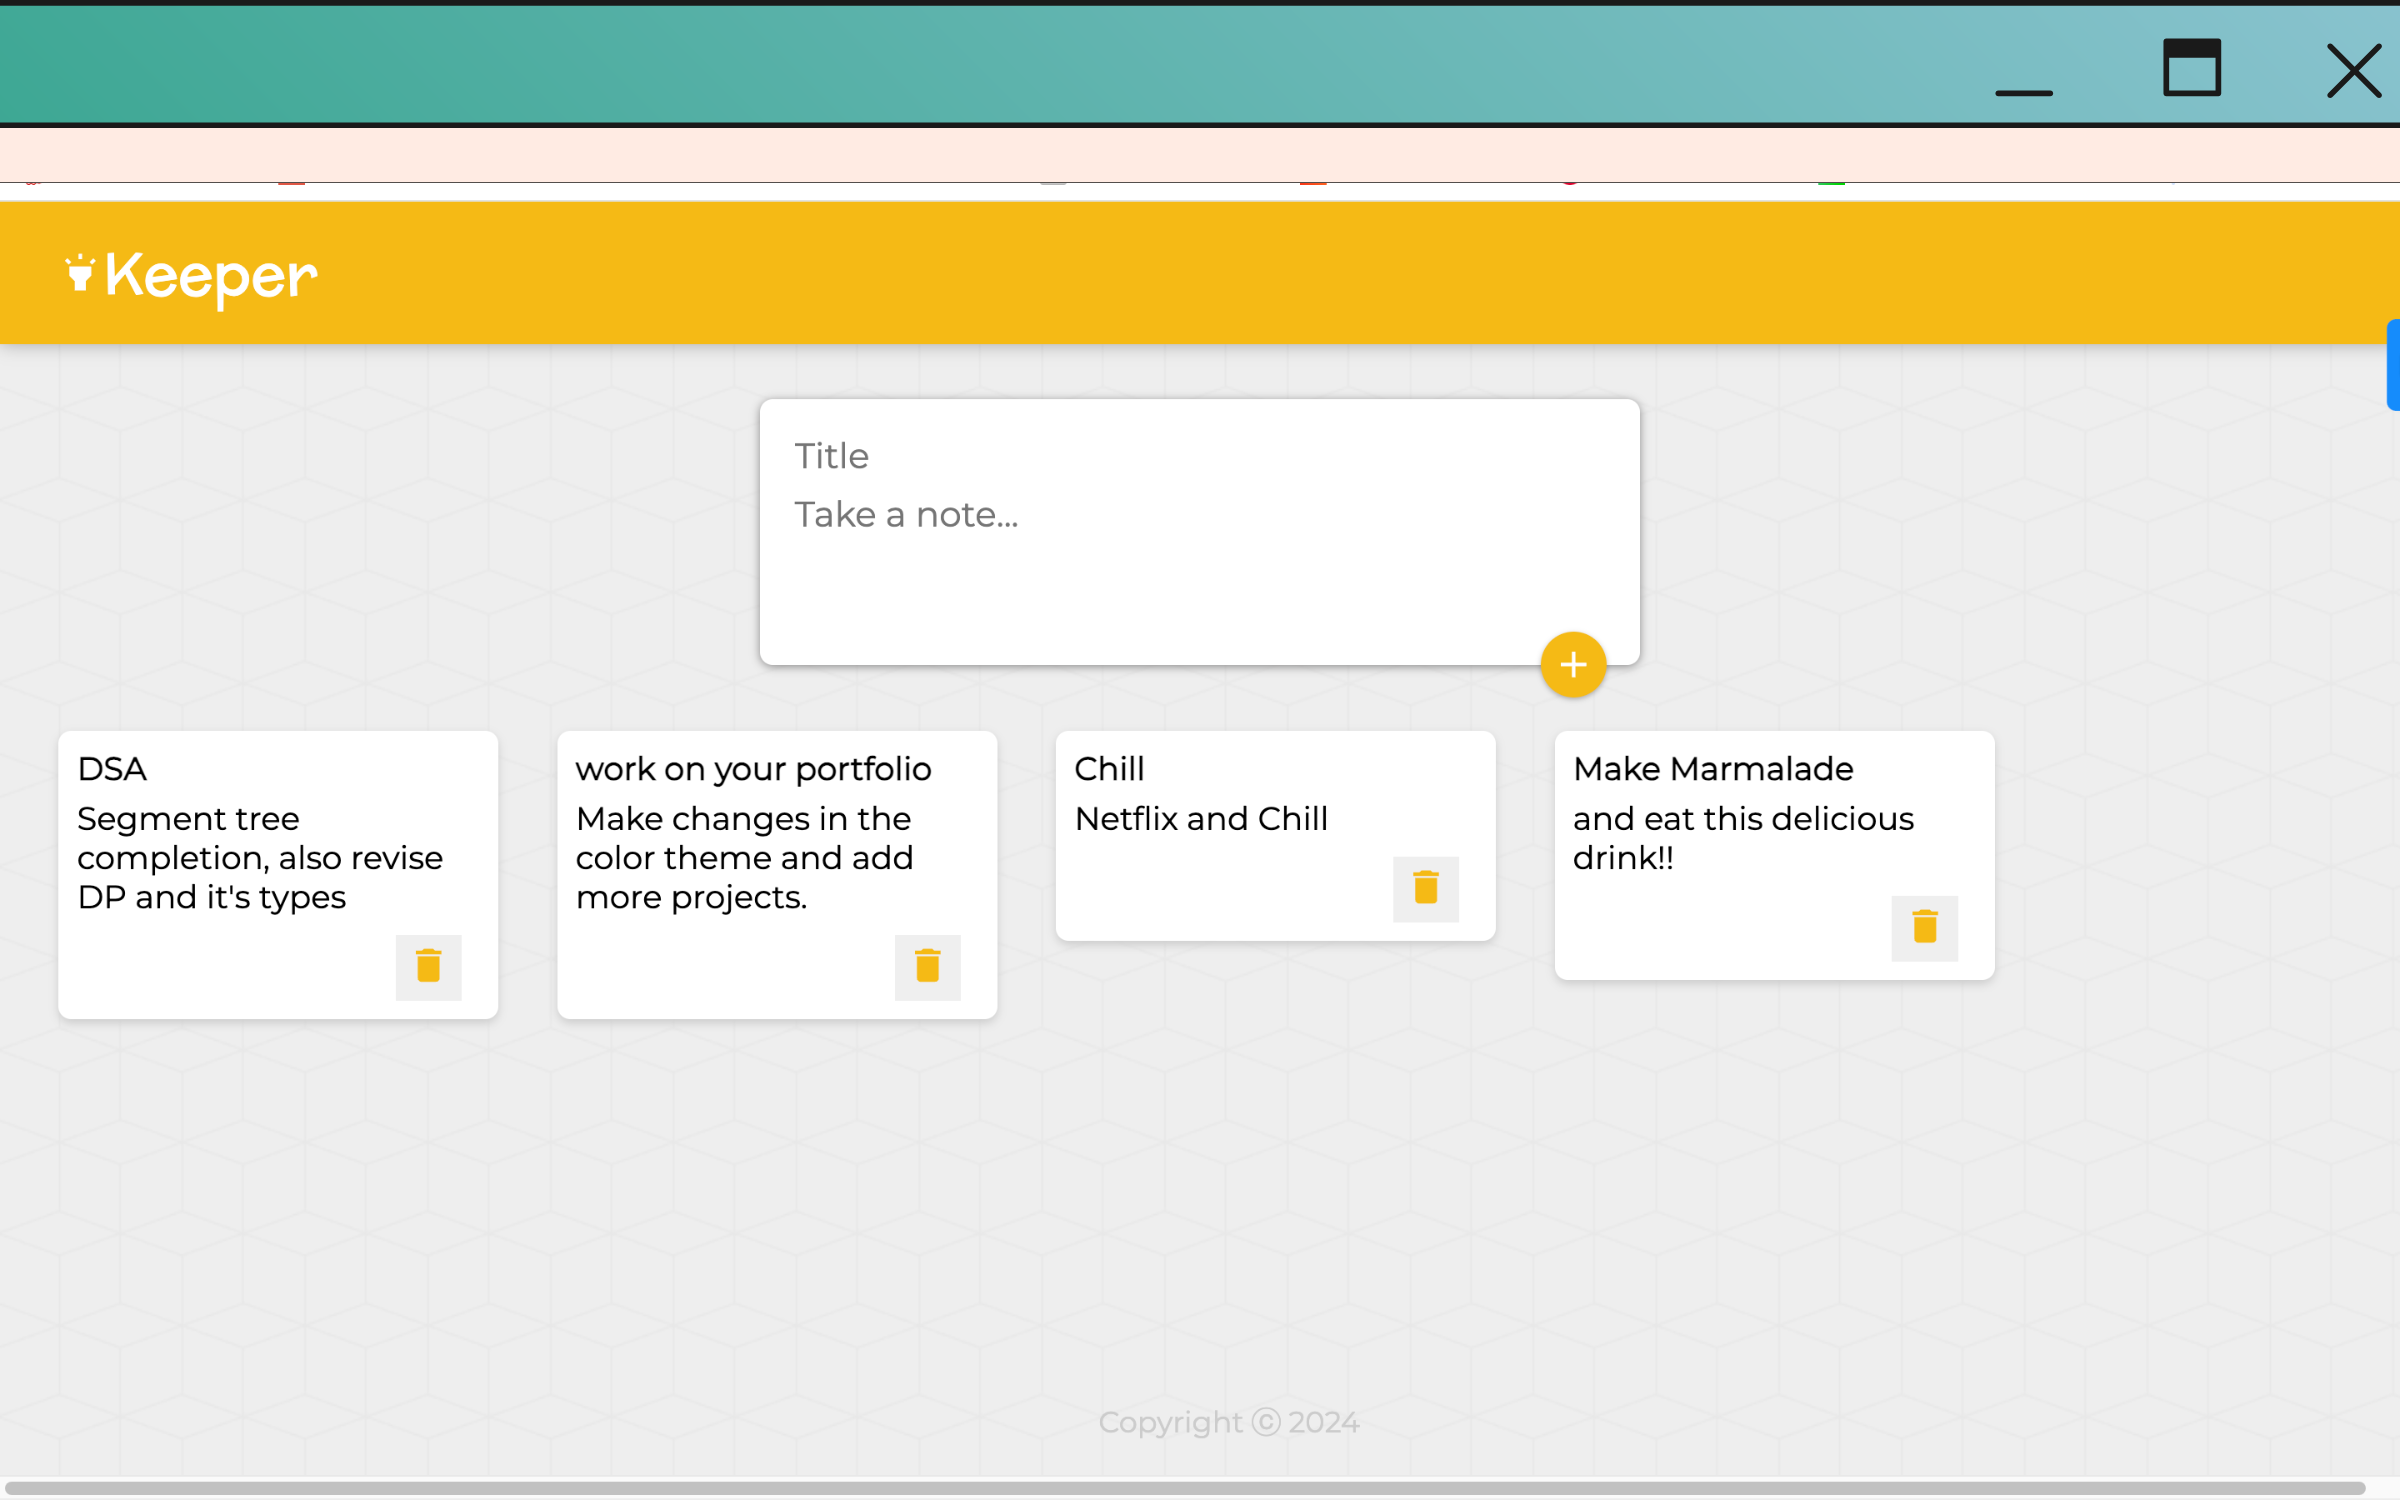 Keeper
Title
Take a note...
DSA
Segment tree
completion, also revise
DP and it's types
work on your portfolio
Make changes in the
color theme and add
more projects.
Chill
Netflix and Chill
Make Marmalade
and eat this delicious
drink!!
Copyright ⓒ 2024